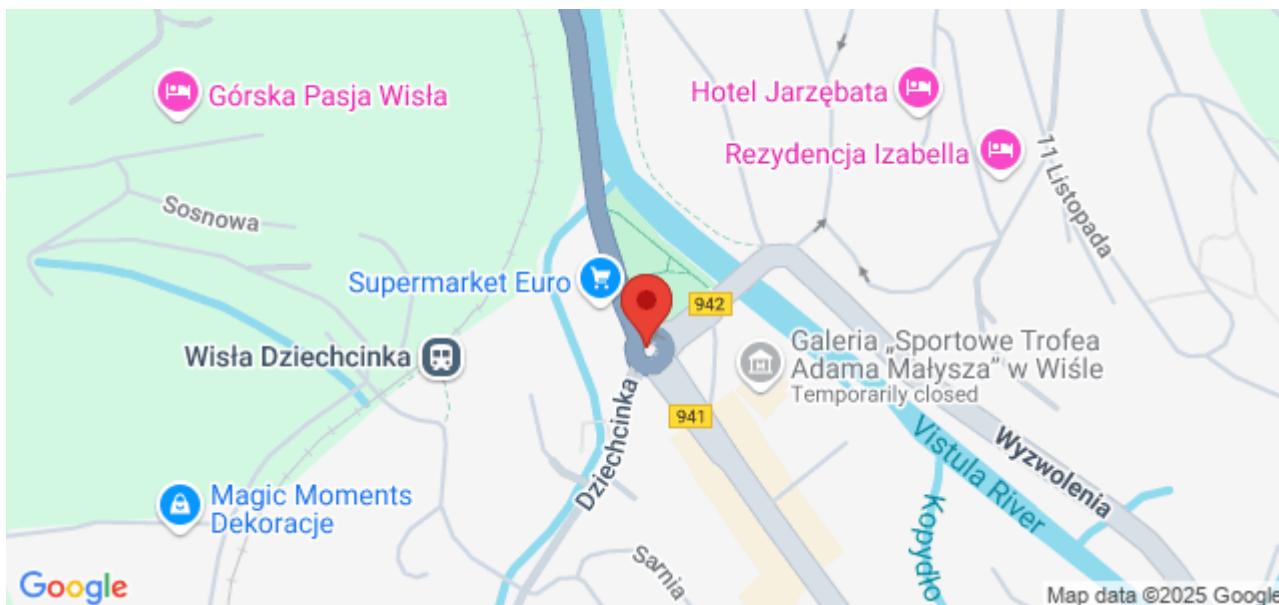 Górska Pasja Wisła
Hotel Jarzębata
Rezydencja Izabella
11 Listopada
Sosnowa
Supermarket Euro
942
Wisła Dziechcinka
Galeria „Sportowe Trofea
Adama Małysza” w Wiśle
Temporarily closed
941
Dziechcinka
Vistula River
Wyzwolenia
Magic Moments
Dekoracje
Kopydło
Sarnia
Google
Map data ©2025 Google